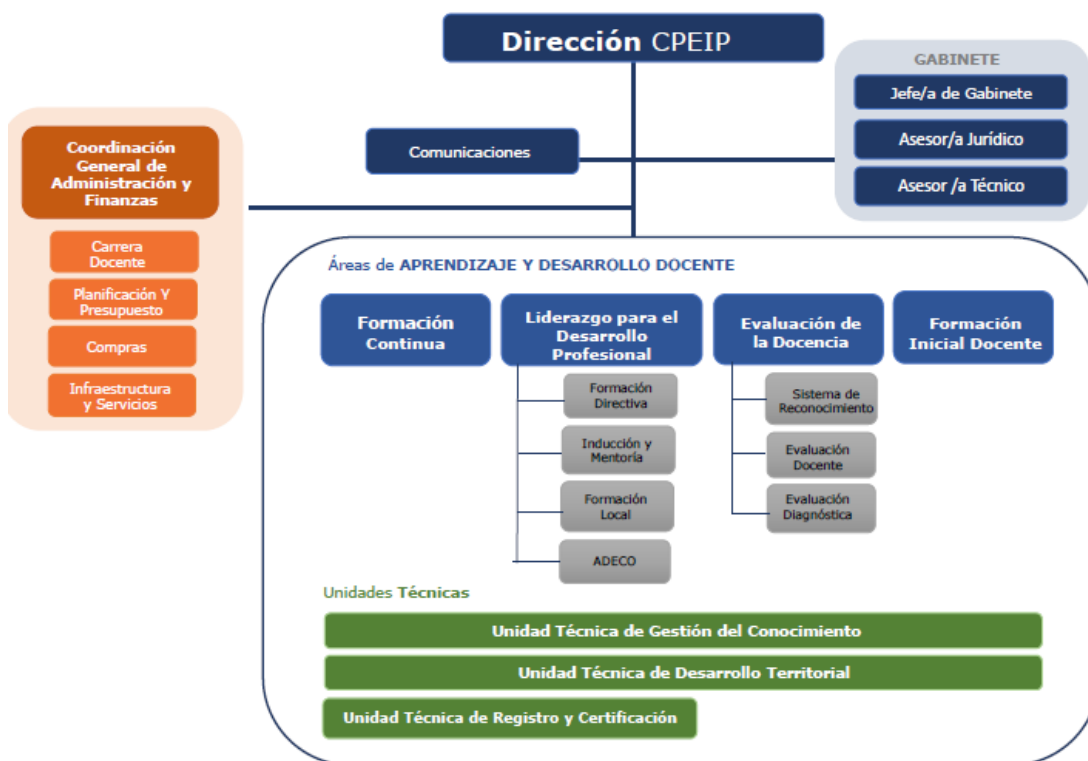 Dirección CPEIP
GABINETE
Jefe/a de Gabinete
Asesor/a Jurídico
Asesor /a Técnico
Comunicaciones
Coordinación
General de
Administración y
Finanzas
Carrera
Docente
Planificación Y
Presupuesto
Compras
Infraestructura
y Servicios
Áreas de APRENDIZAJE Y DESARROLLO DOCENTE
Formación
Continua
Liderazgo para el
Desarrollo
Profesional
Formación
Directiva
Inducción y
Mentoría
Formación
Local
ADECO
Evaluación de
la Docencia
Sistema de
Reconocimiento
Evaluación
Docente
Evaluación
Diagnóstica
Formación
Inicial Docente
Unidades Técnicas
Unidad Técnica de Gestión del Conocimiento
Unidad Técnica de Desarrollo Territorial
Unidad Técnica de Registro y Certificación